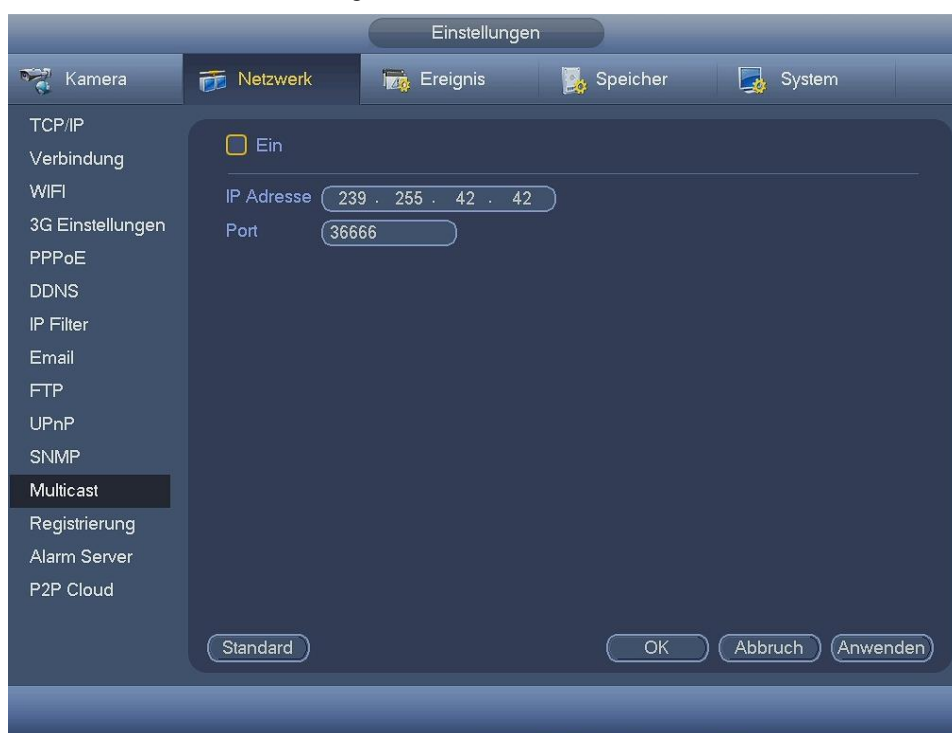 Einstellungen
Kamera Netzwerk Ereignis Speicher System
TCP/IP
Verbindung
WIFI
3G Einstellungen
PPPoE
DDNS
IP Filter
Email
FTP
UPnP
SNMP
Multicast
Registrierung
Alarm Server
P2P Cloud
Ein
IP Adresse 239 . 255 . 42 . 42
Port 36666
Standard OK Abbruch Anwenden